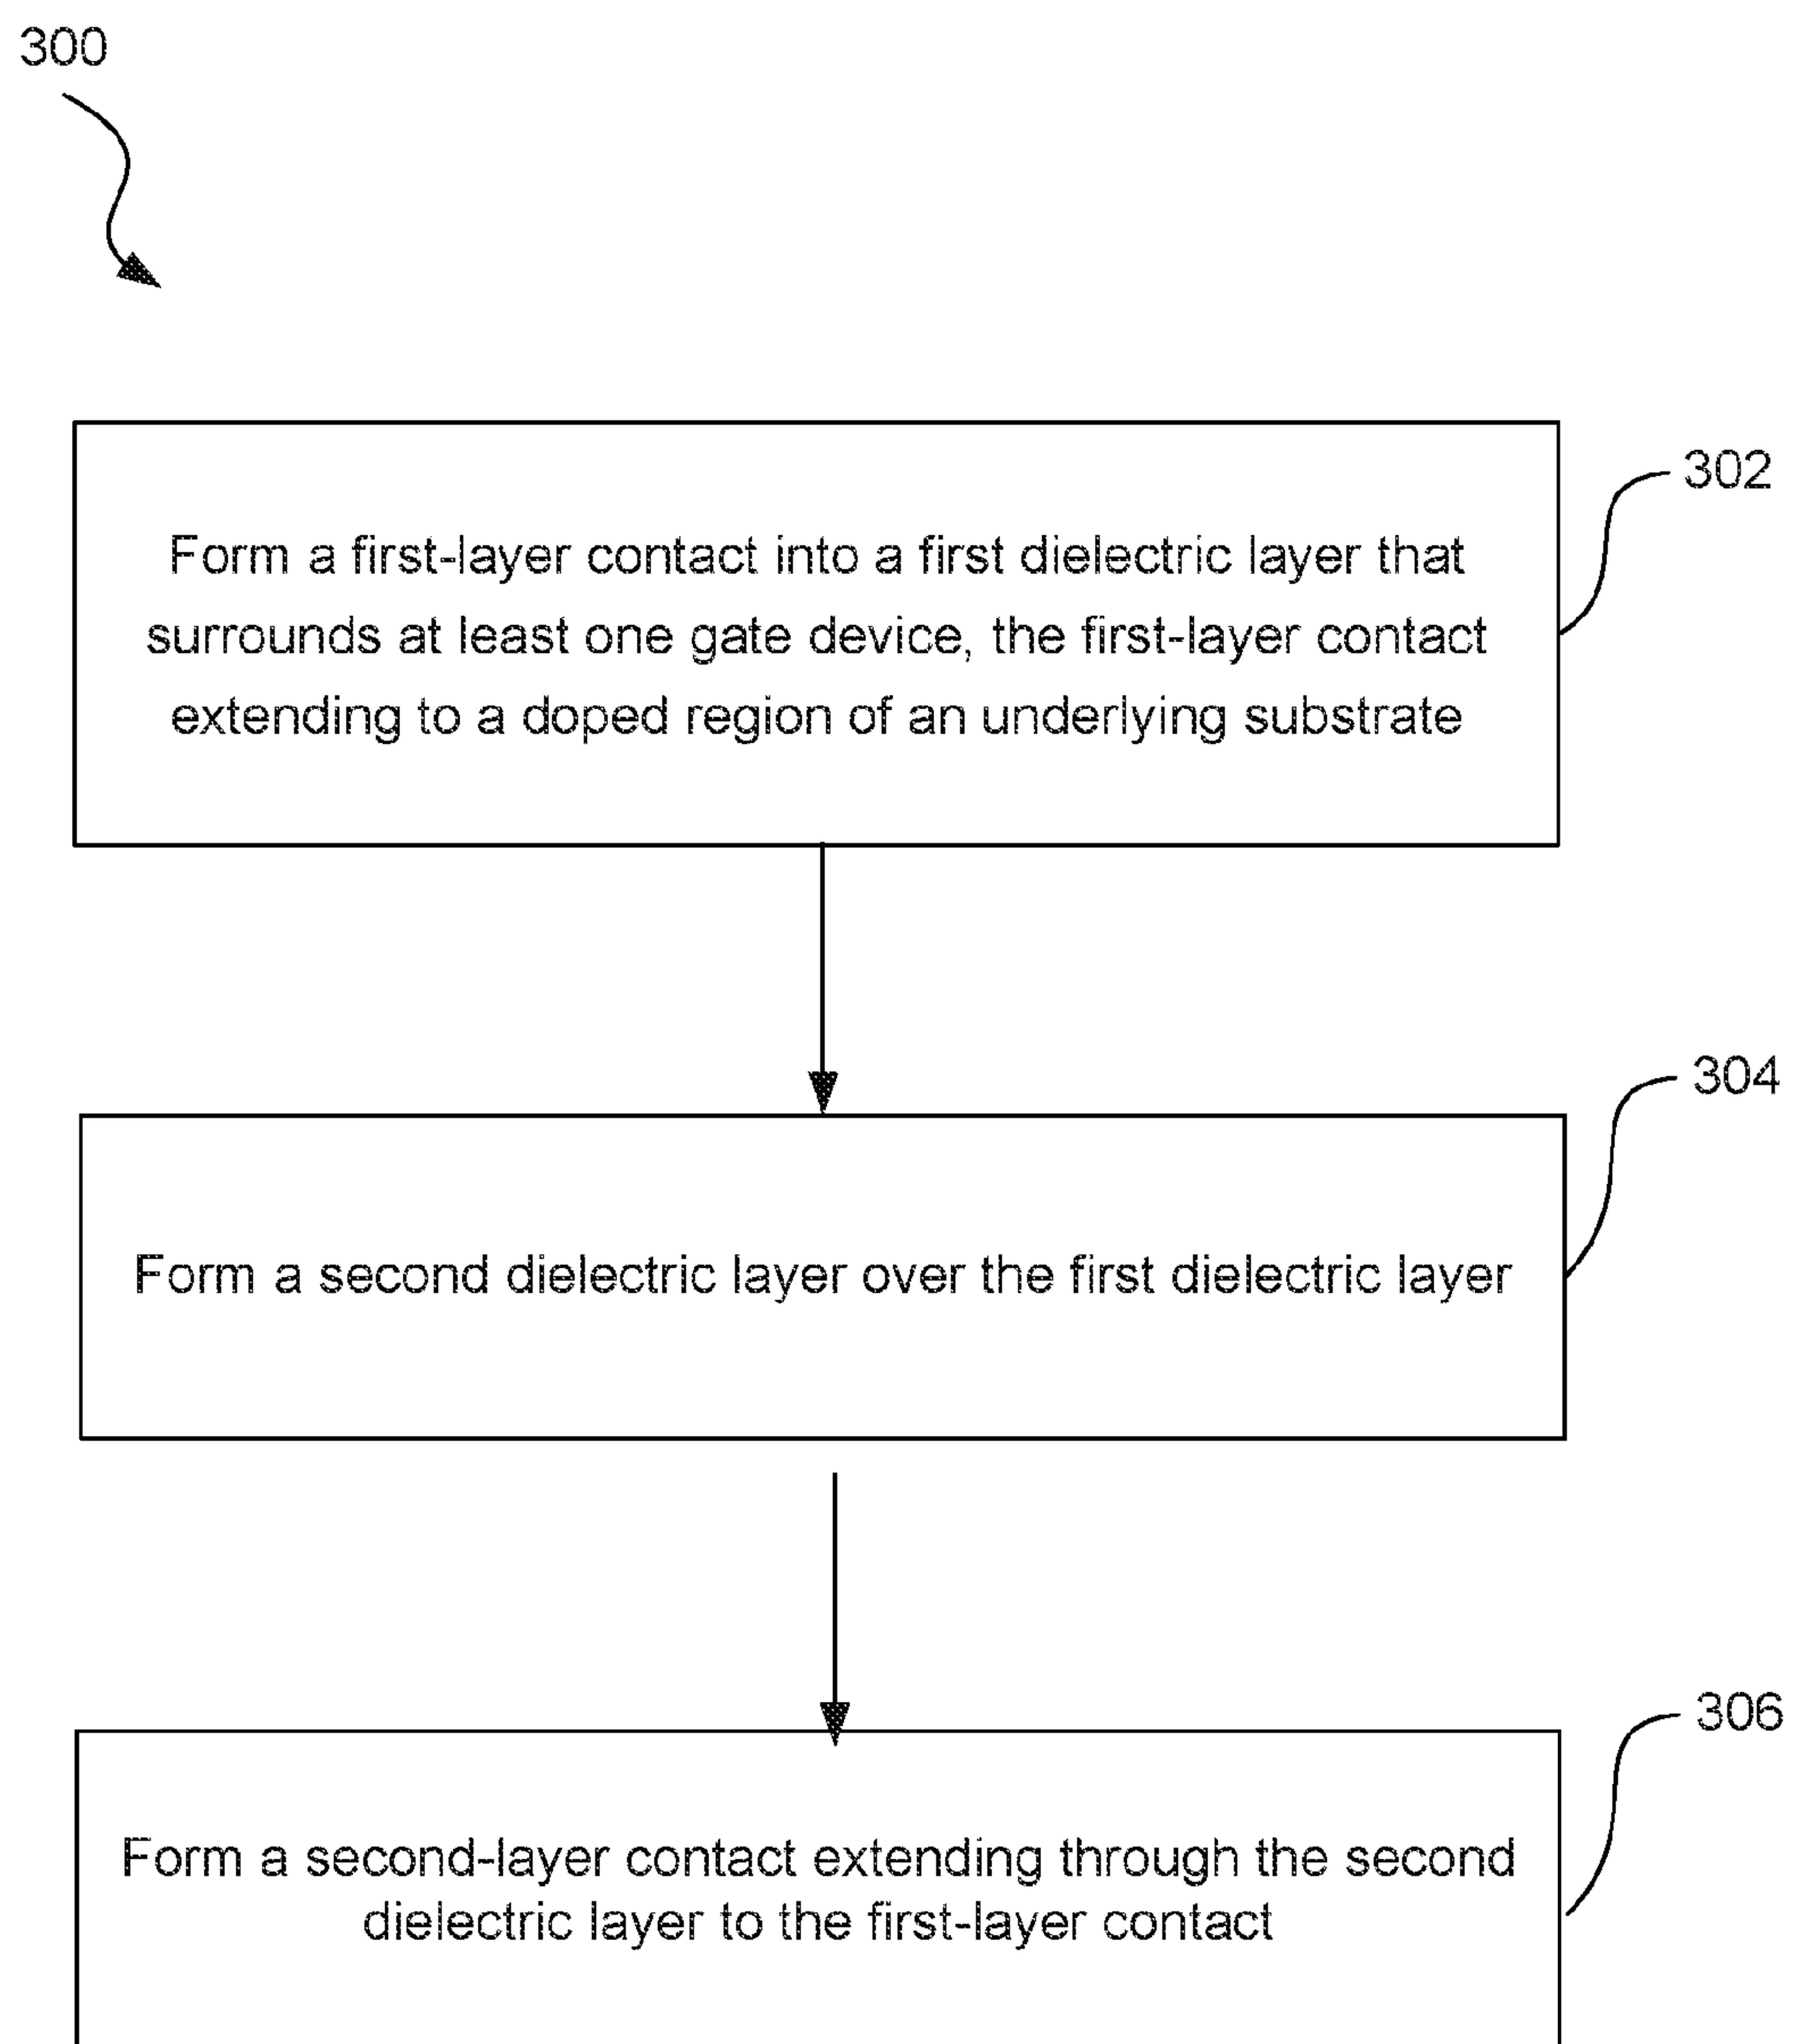 300
302
Form a first-layer contact into a first dielectric layer that
surrounds at least one gate device, the first-layer contact
extending to a doped region of an underlying substrate
304
Form a second dielectric layer over the first dielectric layer
306
Form a second-layer contact extending through the second
dielectric layer to the first-layer contact